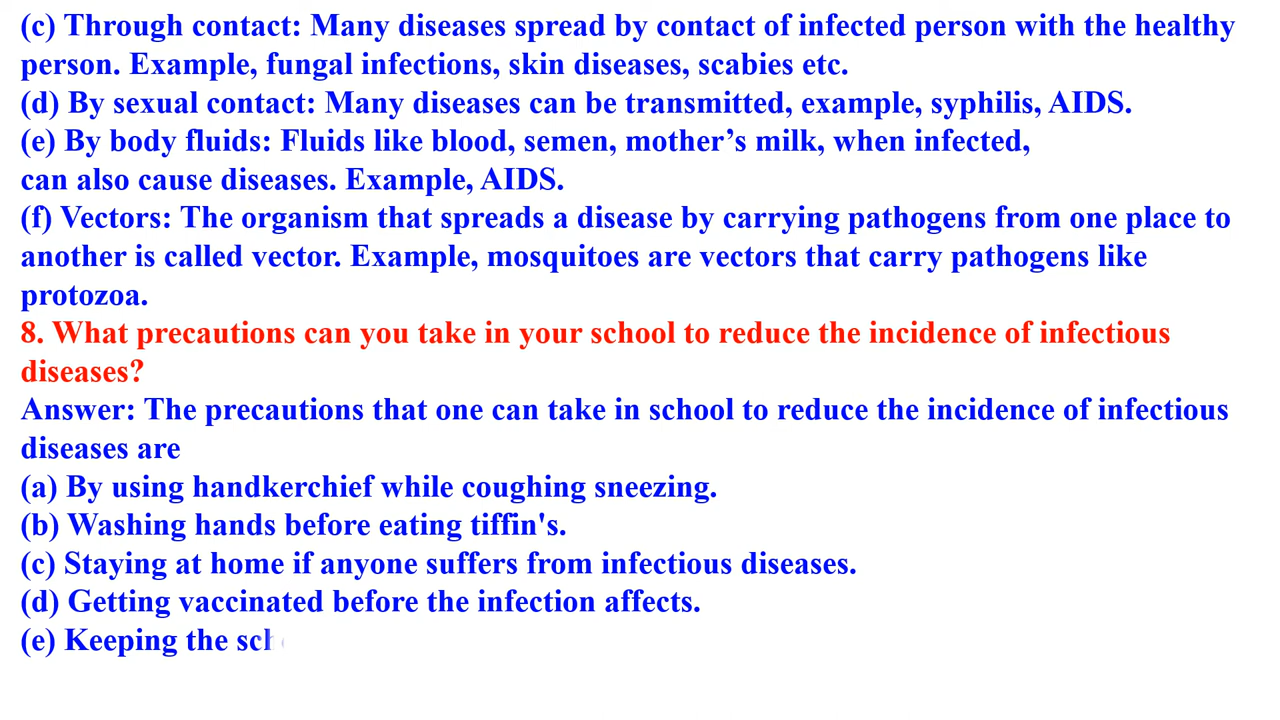 (c) Through contact: Many diseases spread by contact of infected person with the healthy
person. Example, fungal infections, skin diseases, scabies etc.
(d) By sexual contact: Many diseases can be transmitted, example, syphilis, AIDS.
(e) By body fluids: Fluids like blood, semen, mother’s milk, when infected,
can also cause diseases. Example, AIDS.
(f) Vectors: The organism that spreads a disease by carrying pathogens from one place to
another is called vector. Example, mosquitoes are vectors that carry pathogens like
protozoa.
8. What precautions can you take in your school to reduce the incidence of infectious
diseases?
Answer: The precautions that one can take in school to reduce the incidence of infectious
diseases are
(a) By using handkerchief while coughing sneezing.
(b) Washing hands before eating tiffin's.
(c) Staying at home if anyone suffers from infectious diseases.
(d) Getting vaccinated before the infection affects.
(e) Keeping the